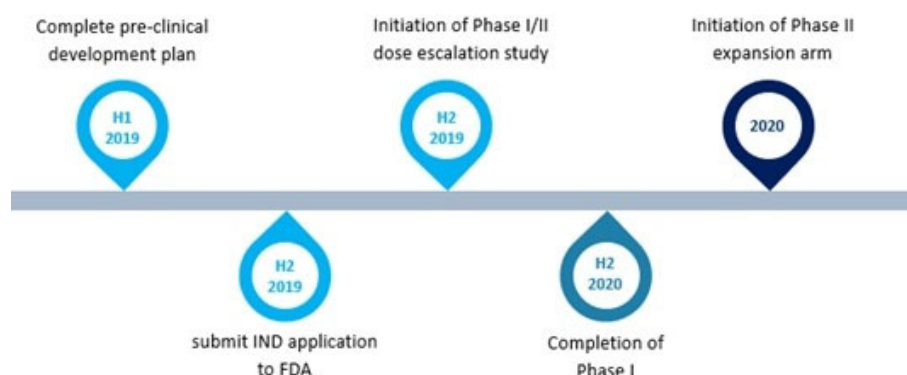 Complete pre-clinical
development plan
H1
2019
submit IND application
to FDA
H2
2019
Initiation of Phase I/II
dose escalation study
H2
2019
Completion of
Phase I
H2
2020
Initiation of Phase II
expansion arm
2020